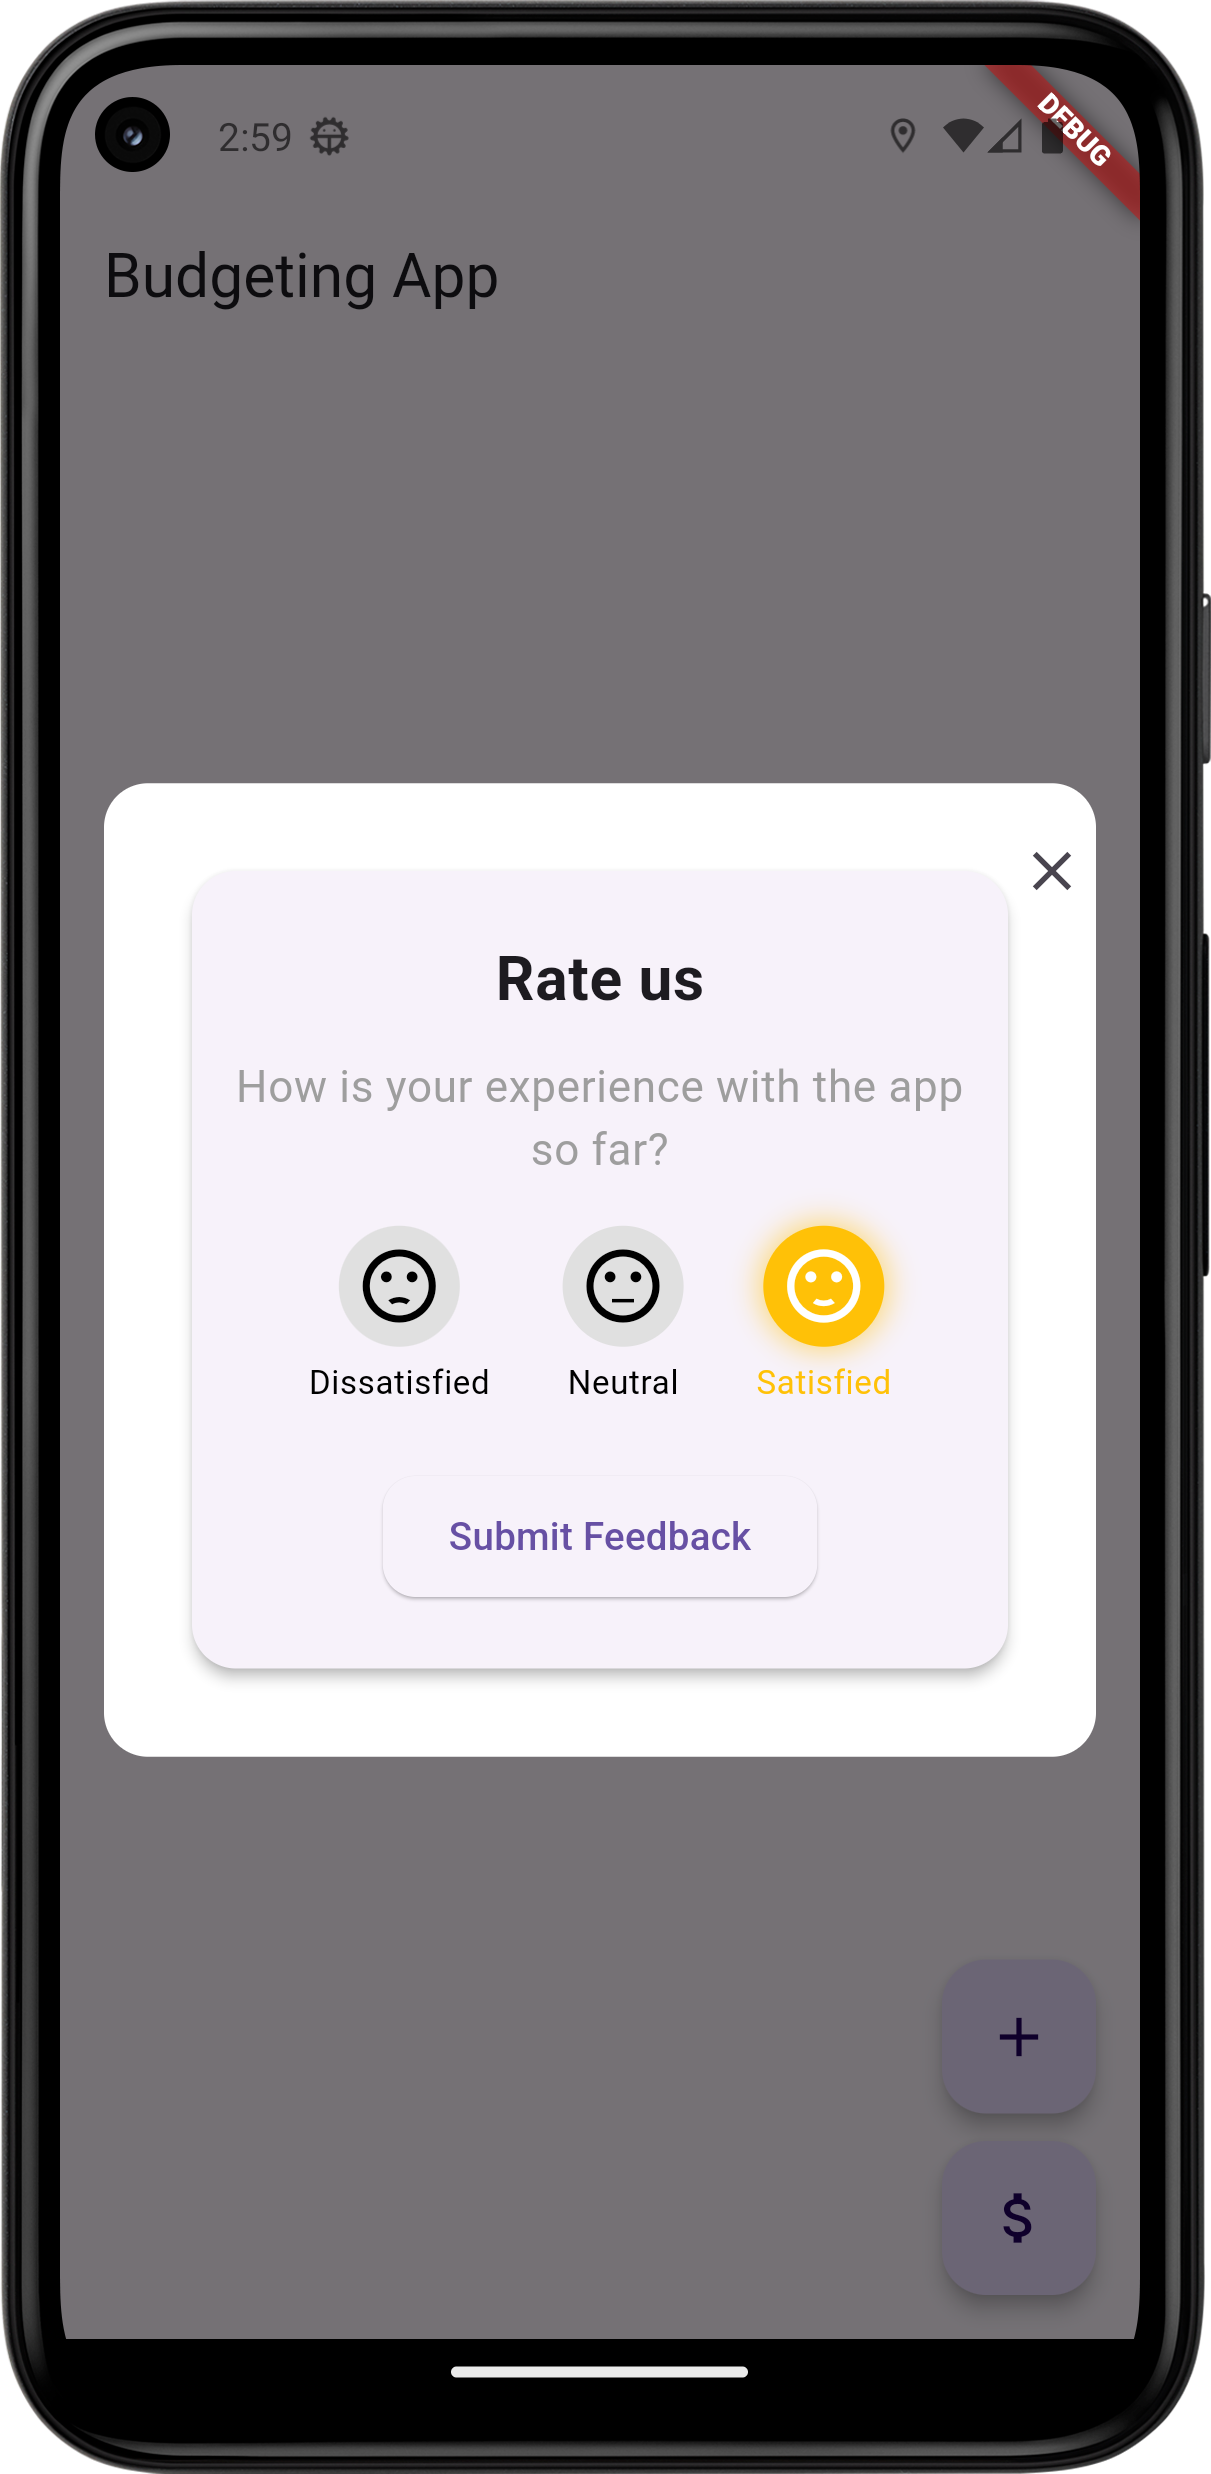 2:59
DEBUG
Budgeting App
Rate us
How is your experience with the app
so far?
Dissatisfied
Neutral
Satisfied
Submit Feedback
$